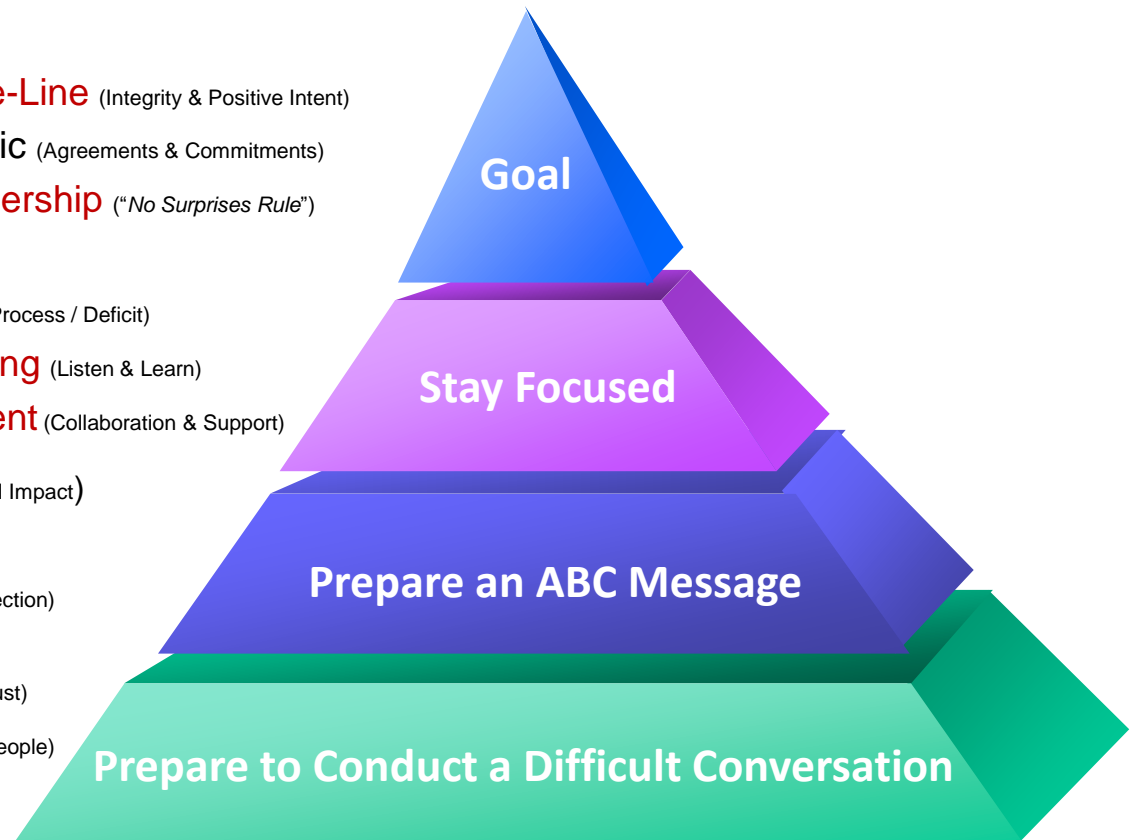 e-Line (Integrity & Positive Intent)
ic (Agreements & Commitments)
ership (“No Surprises Rule”)
Goal
Process / Deficit)
ng (Listen & Learn)
ent (Collaboration & Support)
Stay Focused
Impact)
Prepare an ABC Message
ection)
ust)
eople)
Prepare to Conduct a Difficult Conversation